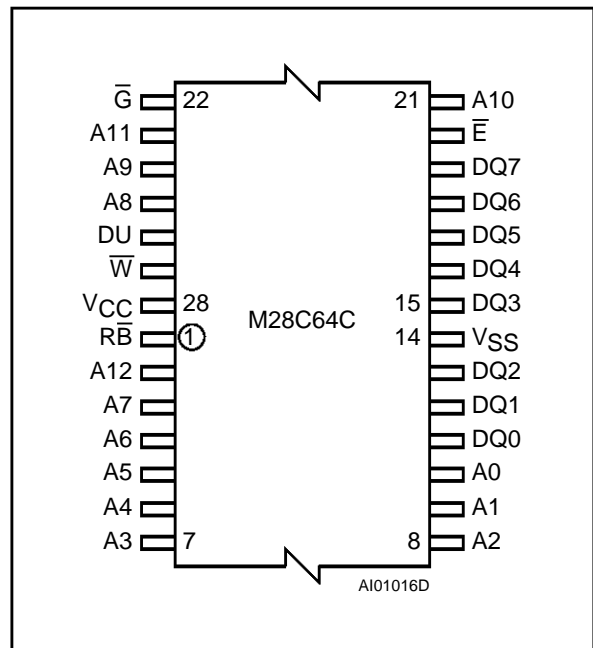 G̅ 22 21 A10
A11 E̅
A9 DQ7
A8 DQ6
DU DQ5
W̅ DQ4
VCC 28 15 DQ3
RB̅ 1 M28C64C 14 VSS
A12 DQ2
A7 DQ1
A6 DQ0
A5 A0
A4 A1
A3 7 8 A2
AI01016D